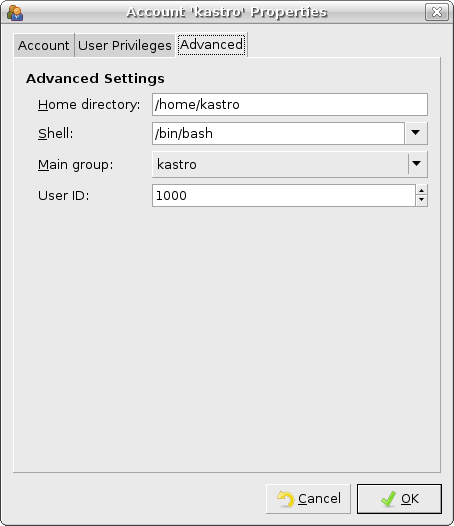 Account 'kastro' Properties
Account User Privileges Advanced
Advanced Settings
Home directory: /home/kastro
Shell: /bin/bash
Main group: kastro
User ID: 1000
Cancel OK